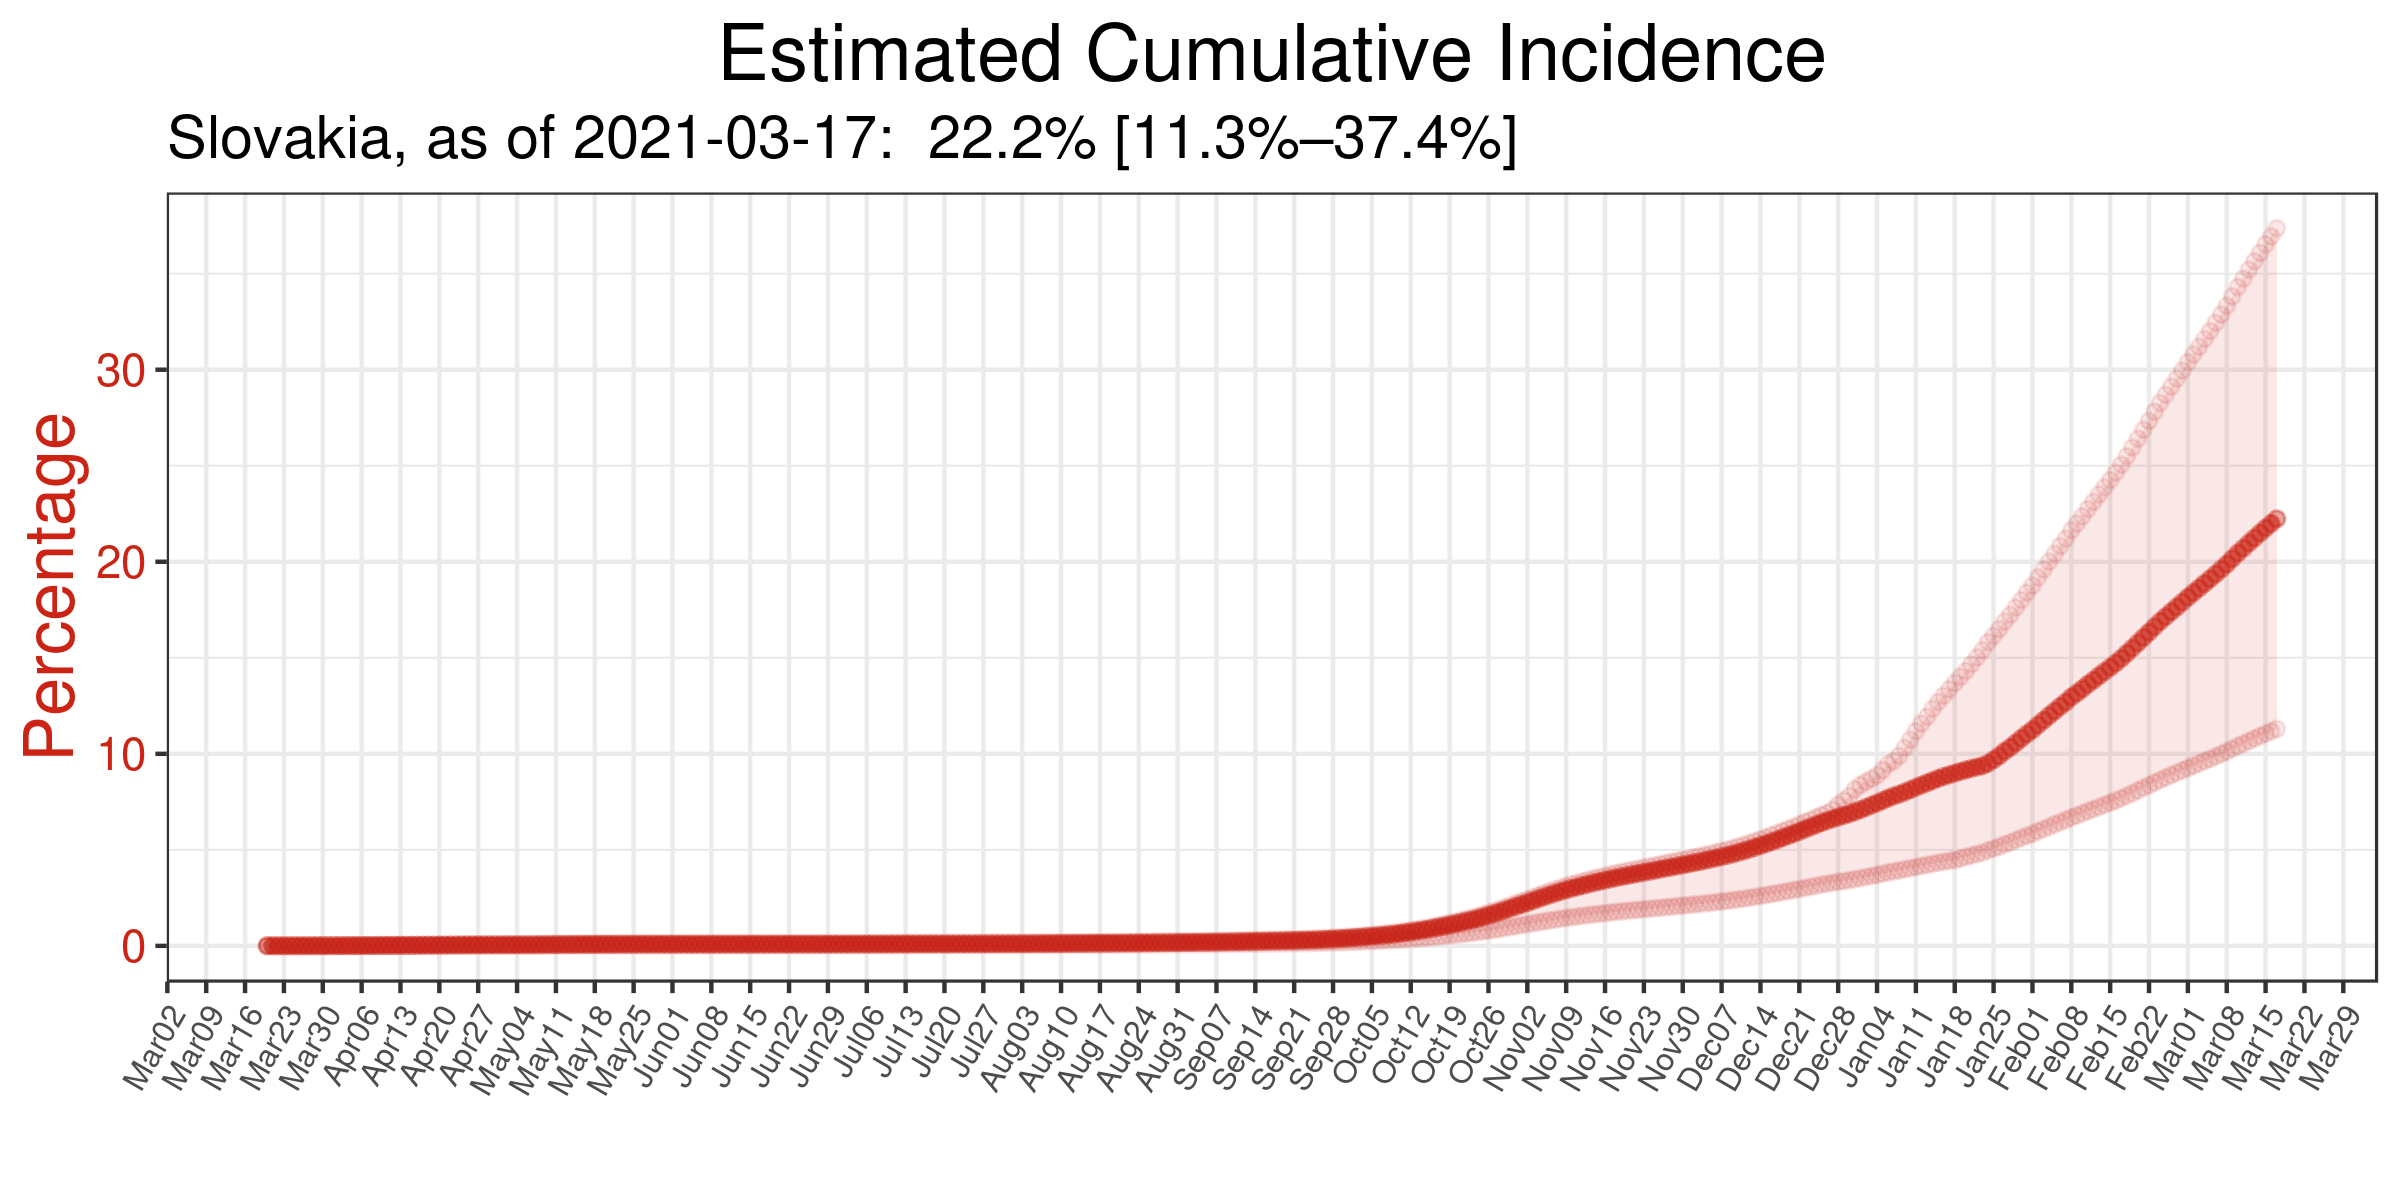 Estimated Cumulative Incidence
Slovakia, as of 2021-03-17:  22.2% [11.3%–37.4%]
Percentage
30
20
10
0
Mar02
Mar09
Mar16
Mar23
Mar30
Apr06
Apr13
Apr20
Apr27
May04
May11
May18
May25
Jun01
Jun08
Jun15
Jun22
Jun29
Jul06
Jul13
Jul20
Jul27
Aug03
Aug10
Aug17
Aug24
Aug31
Sep07
Sep14
Sep21
Sep28
Oct05
Oct12
Oct19
Oct26
Nov02
Nov09
Nov16
Nov23
Nov30
Dec07
Dec14
Dec21
Dec28
Jan04
Jan11
Jan18
Jan25
Feb01
Feb08
Feb15
Feb22
Mar01
Mar08
Mar15
Mar22
Mar29